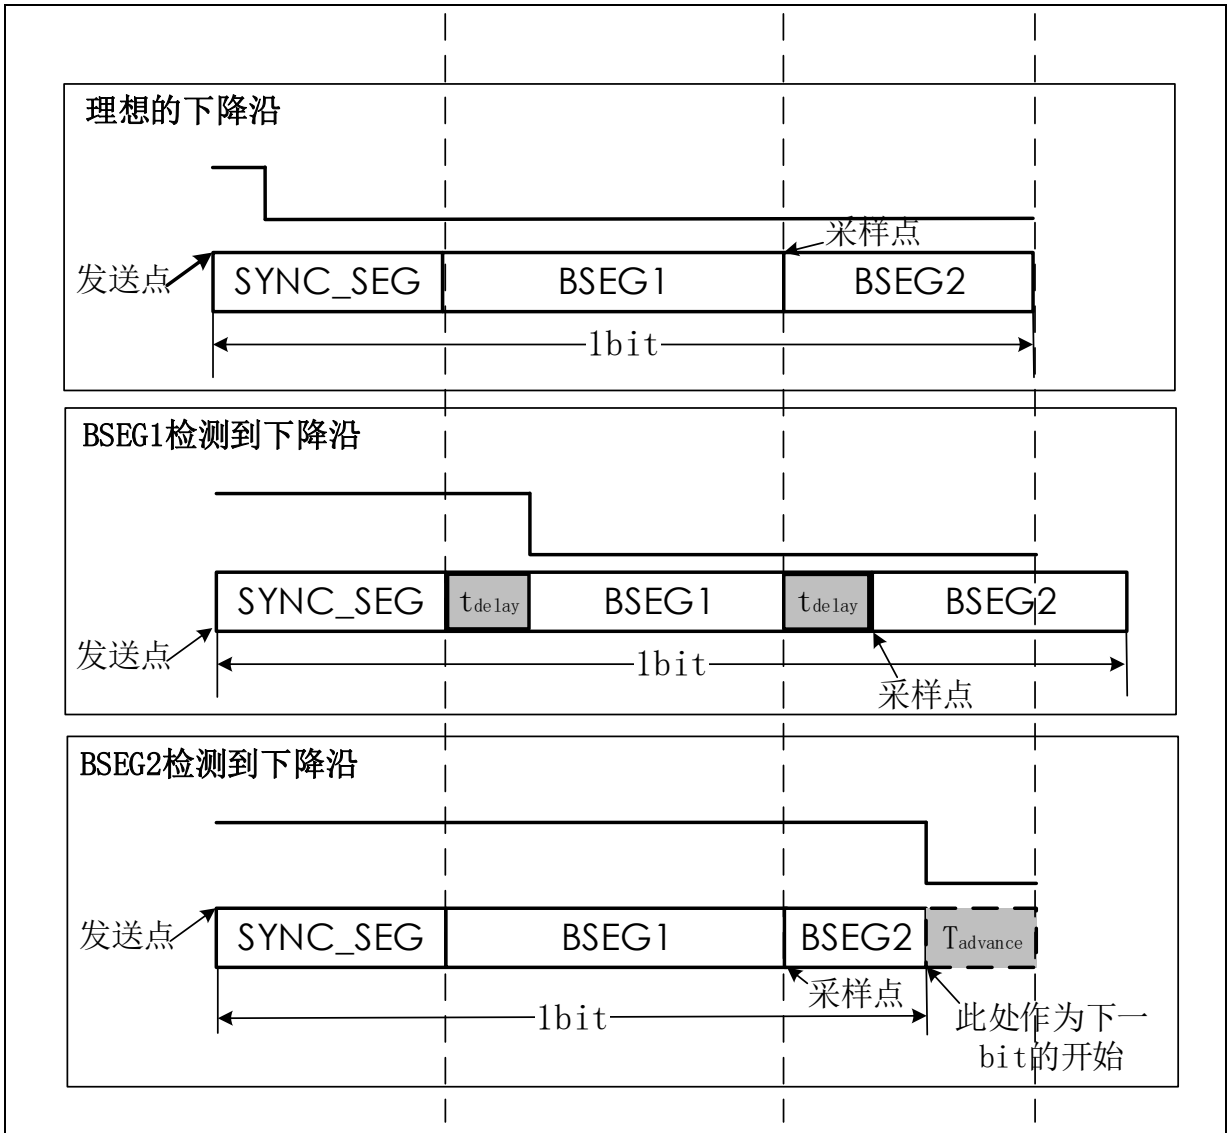 理想的下降沿
采样点
发送点
SYNC_SEG BSEG1 BSEG2
1bit
BSEG1检测到下降沿
SYNC_SEG tdelay BSEG1 tdelay BSEG2
发送点
1bit
采样点
BSEG2检测到下降沿
发送点
SYNC_SEG BSEG1 BSEG2 Tadvance
采样点
1bit
此处作为下一
bit的开始